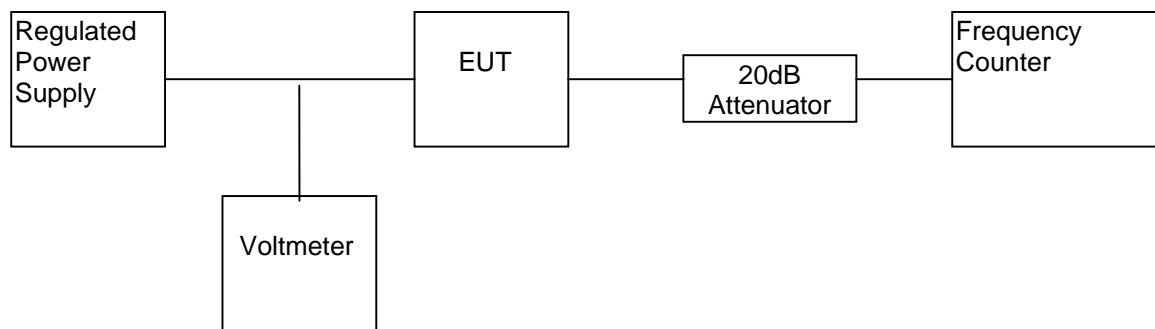 Regulated
Power
Supply
EUT
20dB
Attenuator
Frequency
Counter
Voltmeter